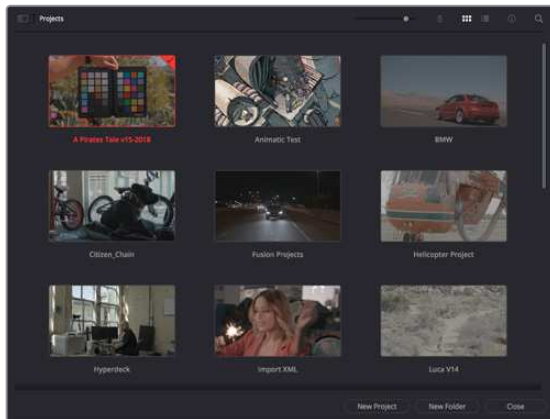 Projects
A Pirates Tale v15-2018
Animatic Test
BMW
Citizen_Chain
Fusion Projects
Helicopter Project
Hyperdeck
Import XML
Luca V14
New Project
New Folder
Close